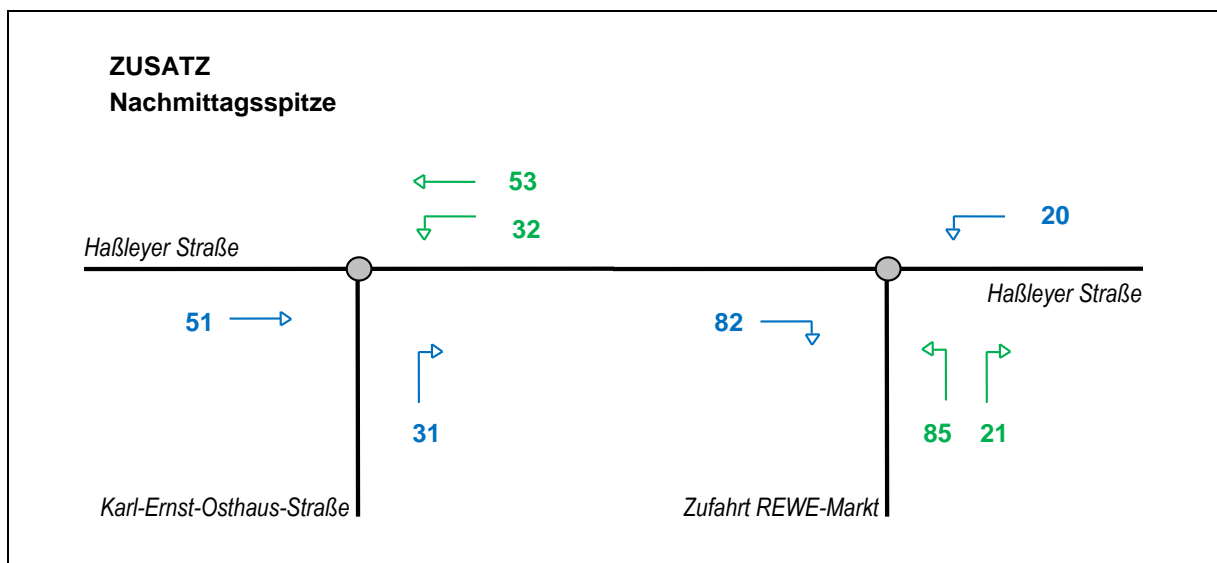 ZUSATZ
Nachmittagsspitze
53
32
20
Haßleyer Straße
Haßleyer Straße
51
82
31
85 21
Karl-Ernst-Osthaus-Straße
Zufahrt REWE-Markt